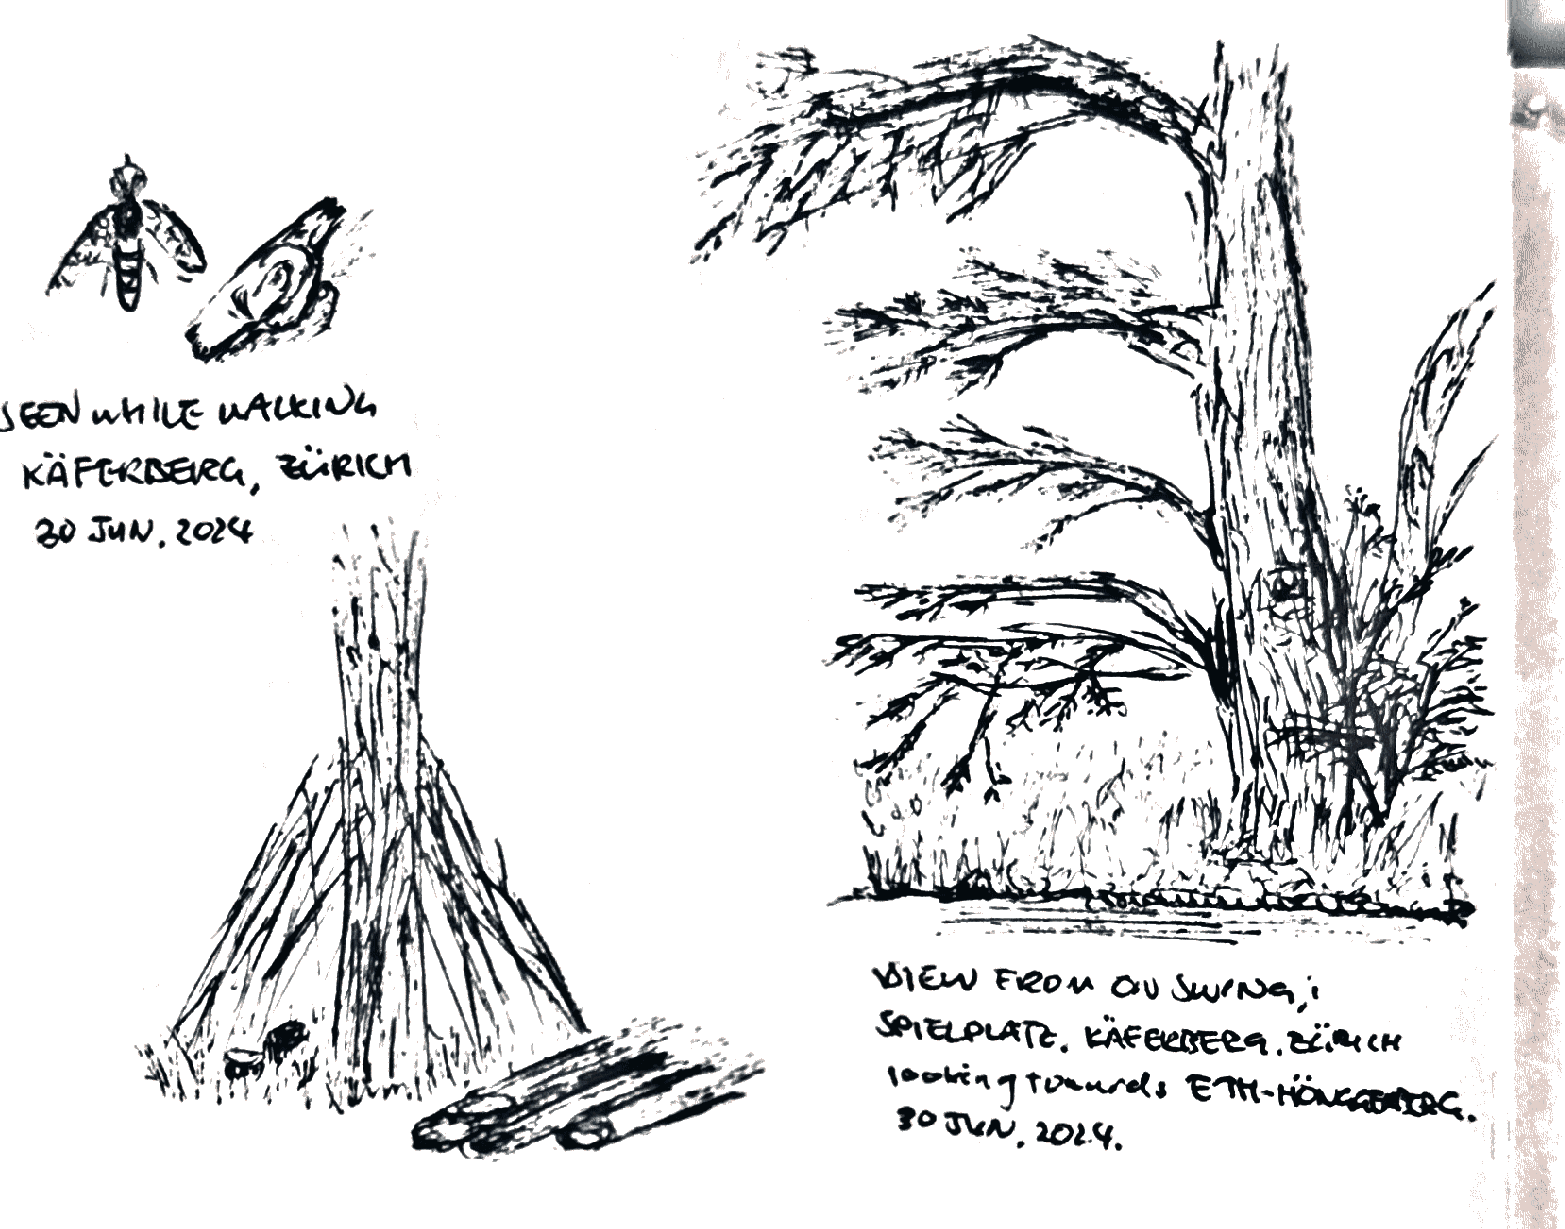 SEEN WHILE WALKING
KÄFERBERG, ZÜRICH
30 JUN. 2024
VIEW FROM ON SWING,
SPIELPLATZ. KÄFERBERG. ZÜRICH
looking towards ETH-HÖNGGERBERG.
30 JUN. 2024.